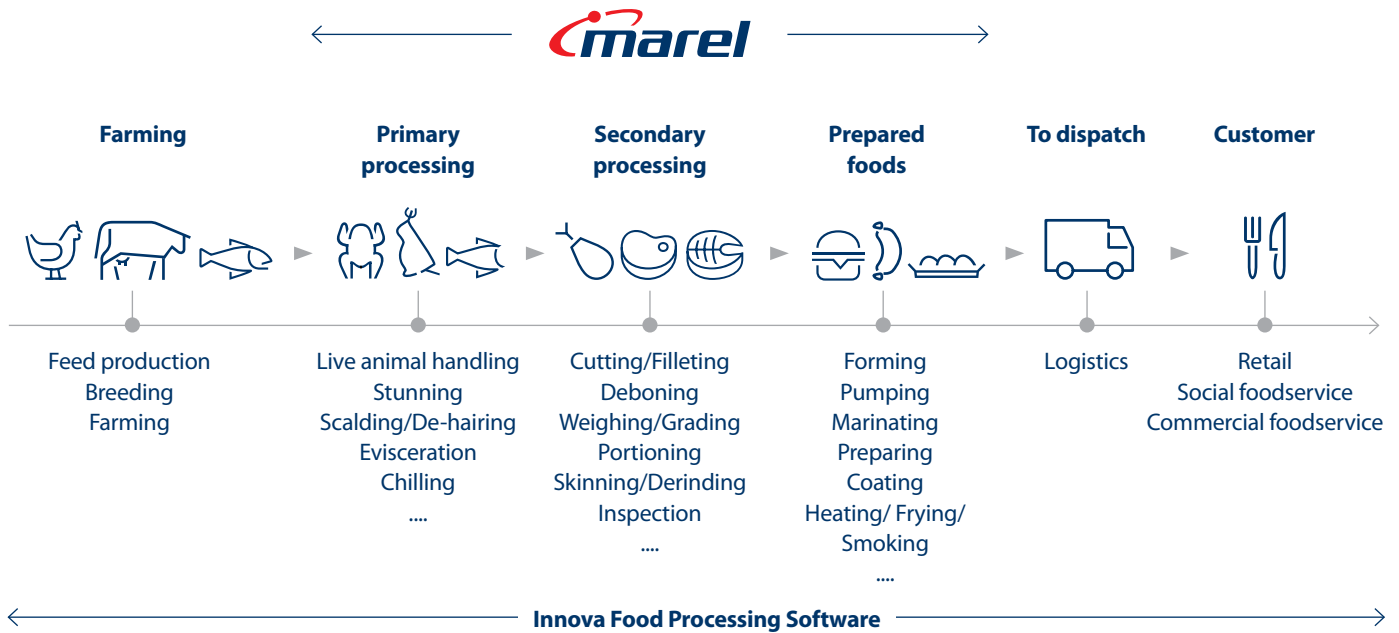 marel
Farming
Primary
processing
Secondary
processing
Prepared
foods
To dispatch
Customer
Feed production
Breeding
Farming
Live animal handling
Stunning
Scalding/De-hairing
Evisceration
Chilling
....
Cutting/Filleting
Deboning
Weighing/Grading
Portioning
Skinning/Derinding
Inspection
....
Forming
Pumping
Marinating
Preparing
Coating
Heating/ Frying/
Smoking
....
Logistics
Retail
Social foodservice
Commercial foodservice
Innova Food Processing Software